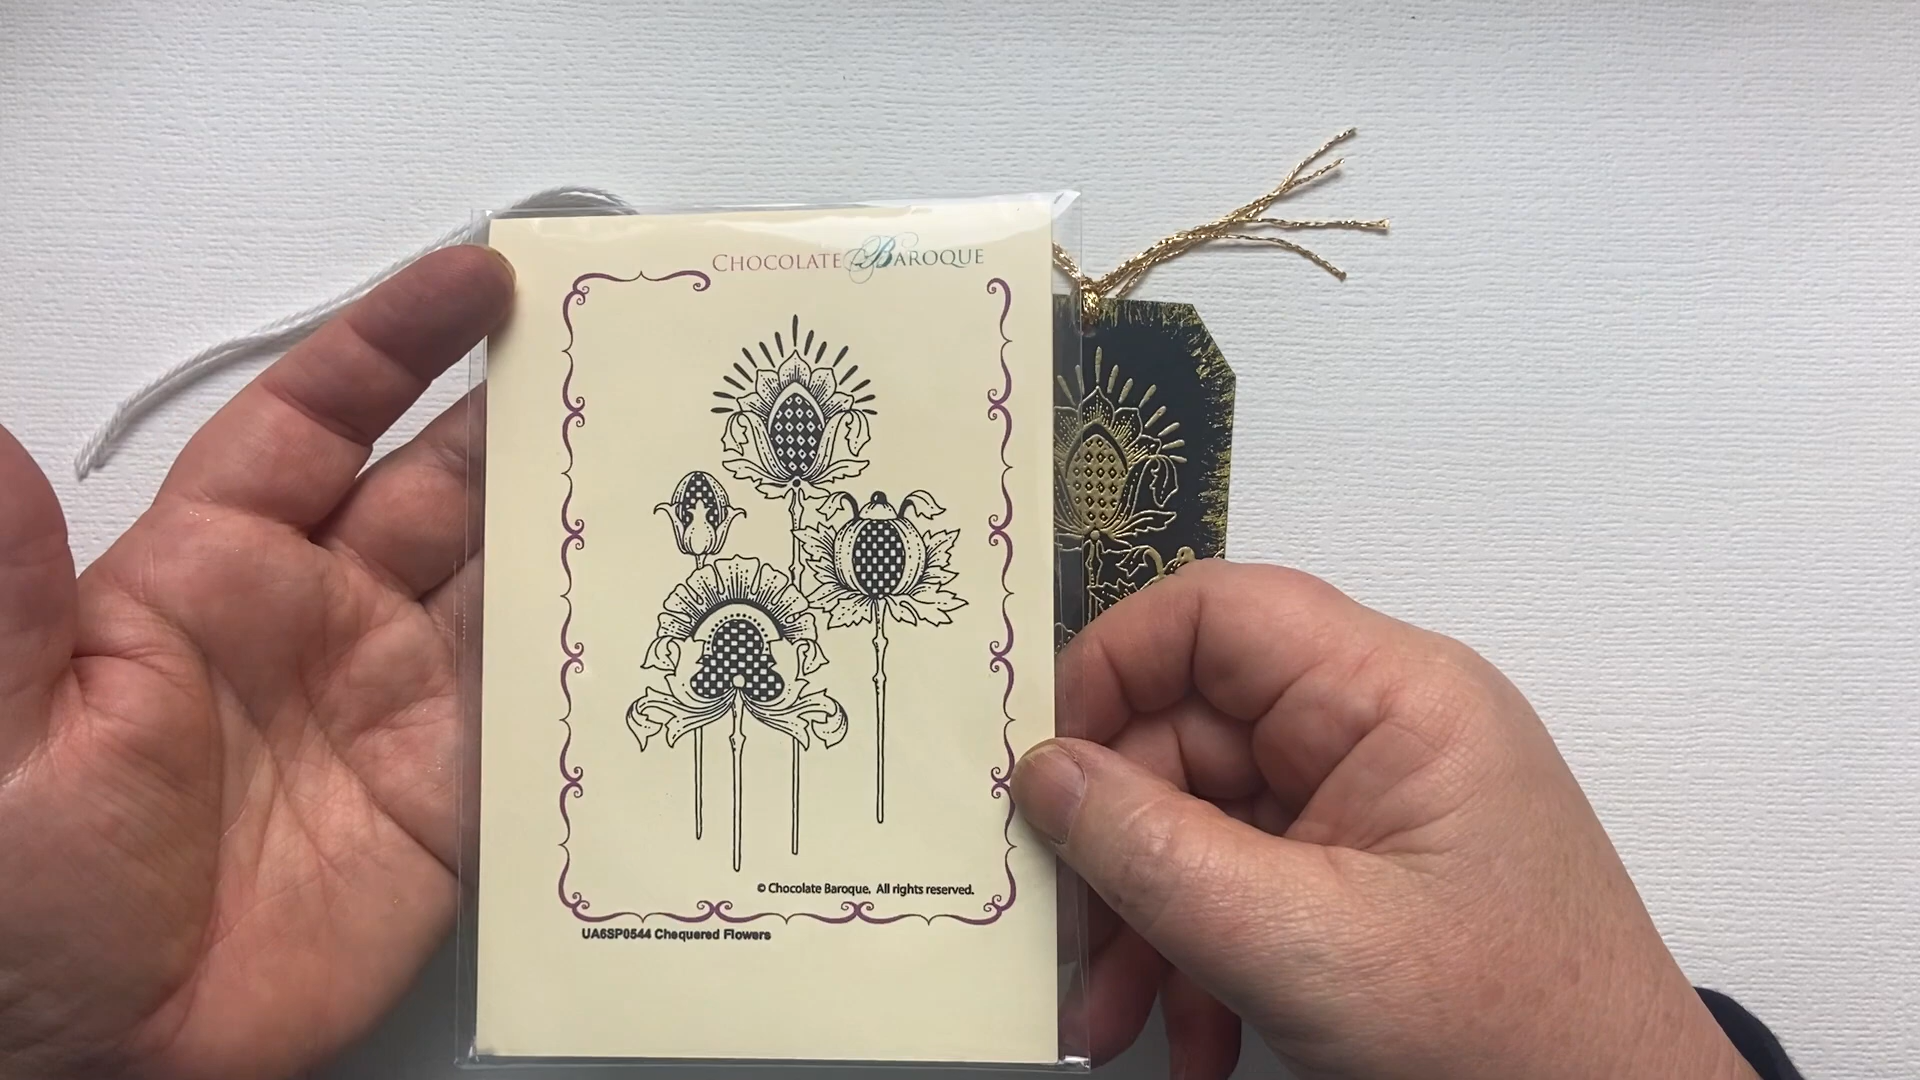 CHOCOLATE BAROQUE
© Chocolate Baroque. All rights reserved.
UA6SP0544 Chequered Flowers